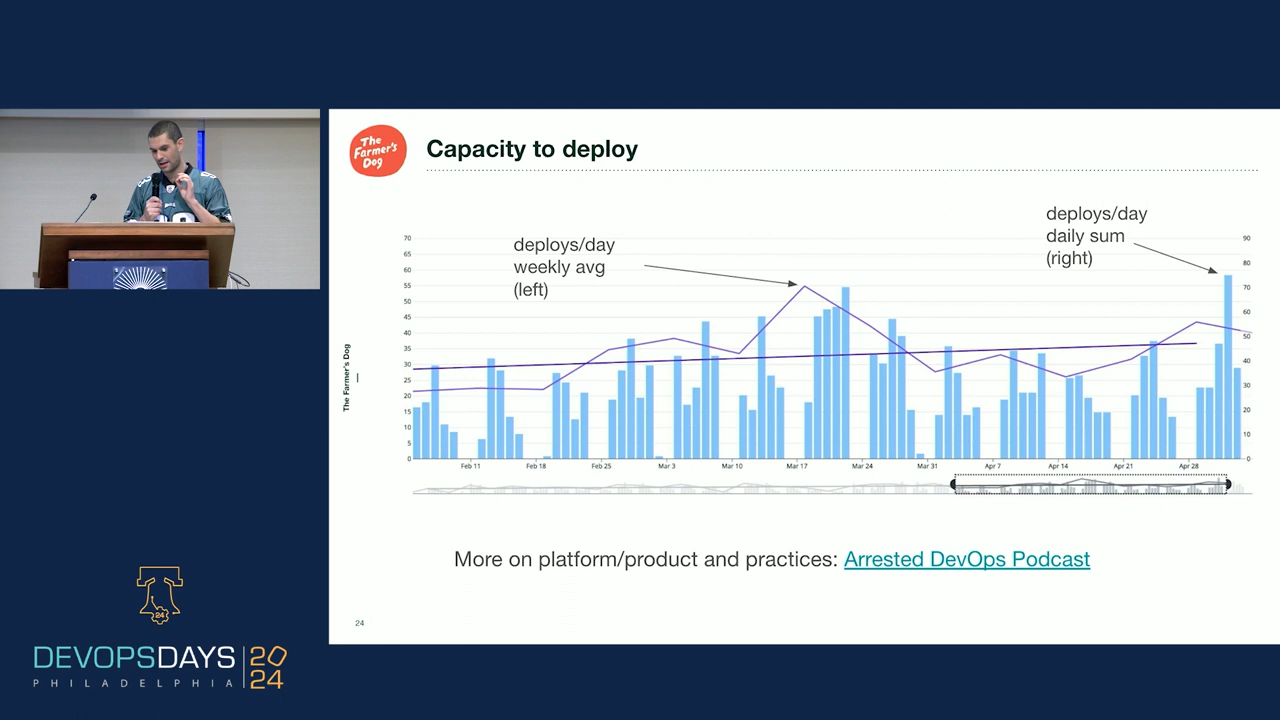 The
Farmer's
Dog
Capacity to deploy
deploys/day
weekly avg
(left)
deploys/day
daily sum
(right)
70
65
60
55
50
45
40
35
30
25
20
15
10
5
0
90
80
70
60
50
40
30
20
10
0
Feb 11
Feb 18
Feb 25
Mar 3
Mar 10
Mar 17
Mar 24
Mar 31
Apr 7
Apr 14
Apr 21
Apr 28
The Farmer's Dog
More on platform/product and practices: Arrested DevOps Podcast
24
24
DEVOPSDAYS
PHILADELPHIA
20
24